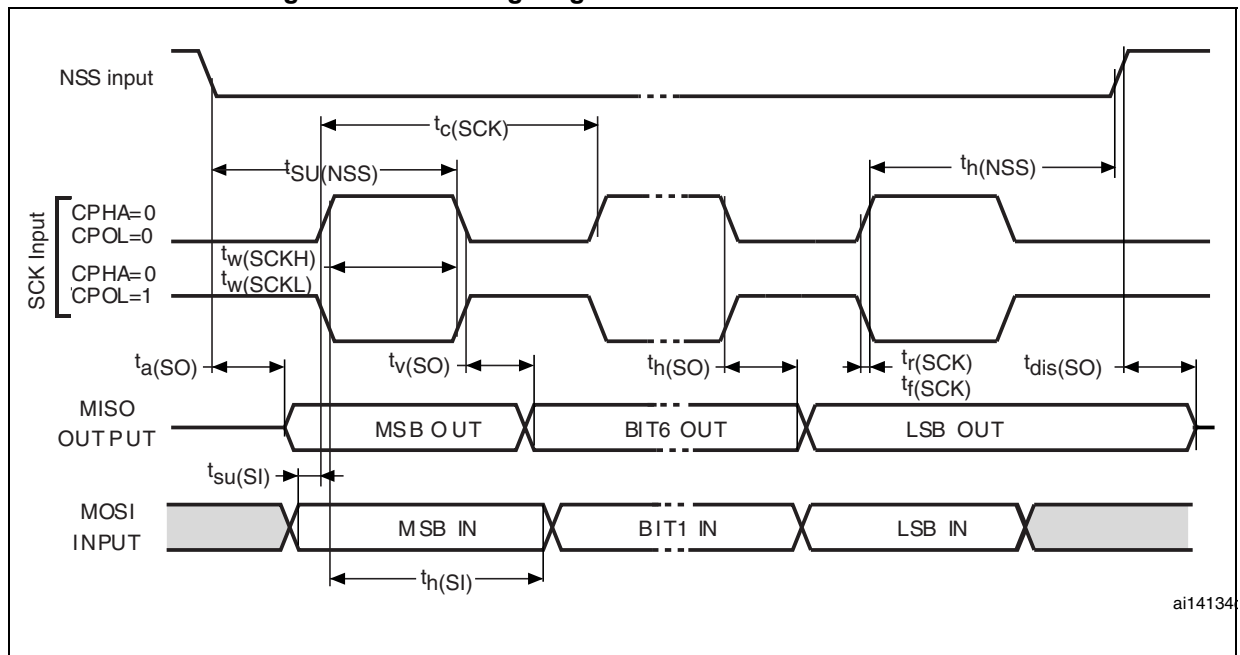 NSS input
tc(SCK)
tSU(NSS)
th(NSS)
SCK Input
CPHA=0
CPOL=0
tw(SCKH)
CPHA=0
tw(SCKL)
CPOL=1
ta(SO)
tv(SO)
th(SO)
tr(SCK)
tf(SCK)
tdis(SO)
MISO
OUTPUT
MSB OUT
BIT6 OUT
LSB OUT
tsu(SI)
MOSI
INPUT
MSB IN
BIT1 IN
LSB IN
th(SI)